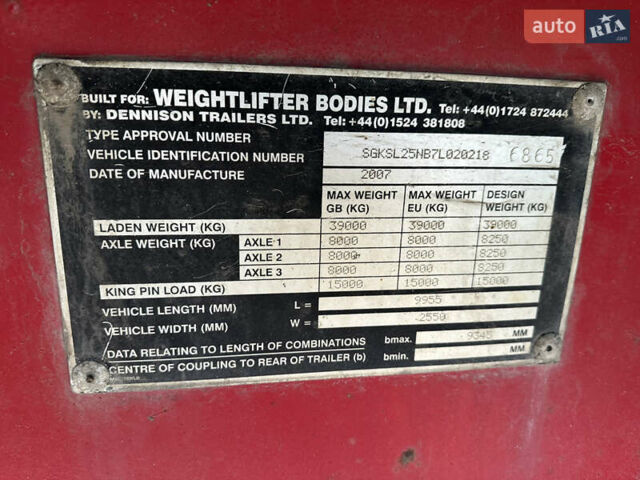 auto RIA.com
BUILT FOR: WEIGHTLIFTER BODIES LTD. Tel: +44(0)1724 872444
BY: DENNISON TRAILERS LTD. Tel: +44(0)1524 381808
TYPE APPROVAL NUMBER
VEHICLE IDENTIFICATION NUMBER SGKSL25NB7L020218 6865
DATE OF MANUFACTURE 2007
MAX WEIGHT GB (KG) MAX WEIGHT EU (KG) DESIGN WEIGHT (KG)
LADEN WEIGHT (KG) 39000 39000 39000
AXLE WEIGHT (KG) AXLE 1 8000 8000 8250
AXLE 2 8000 8000 8250
AXLE 3 8000 8000 8250
KING PIN LOAD (KG) 15000 15000 15000
VEHICLE LENGTH (MM) L= 9955
VEHICLE WIDTH (MM) W= 2550
DATA RELATING TO LENGTH OF COMBINATIONS bmax. 9345 MM
CENTRE OF COUPLING TO REAR OF TRAILER (b) bmin. MM